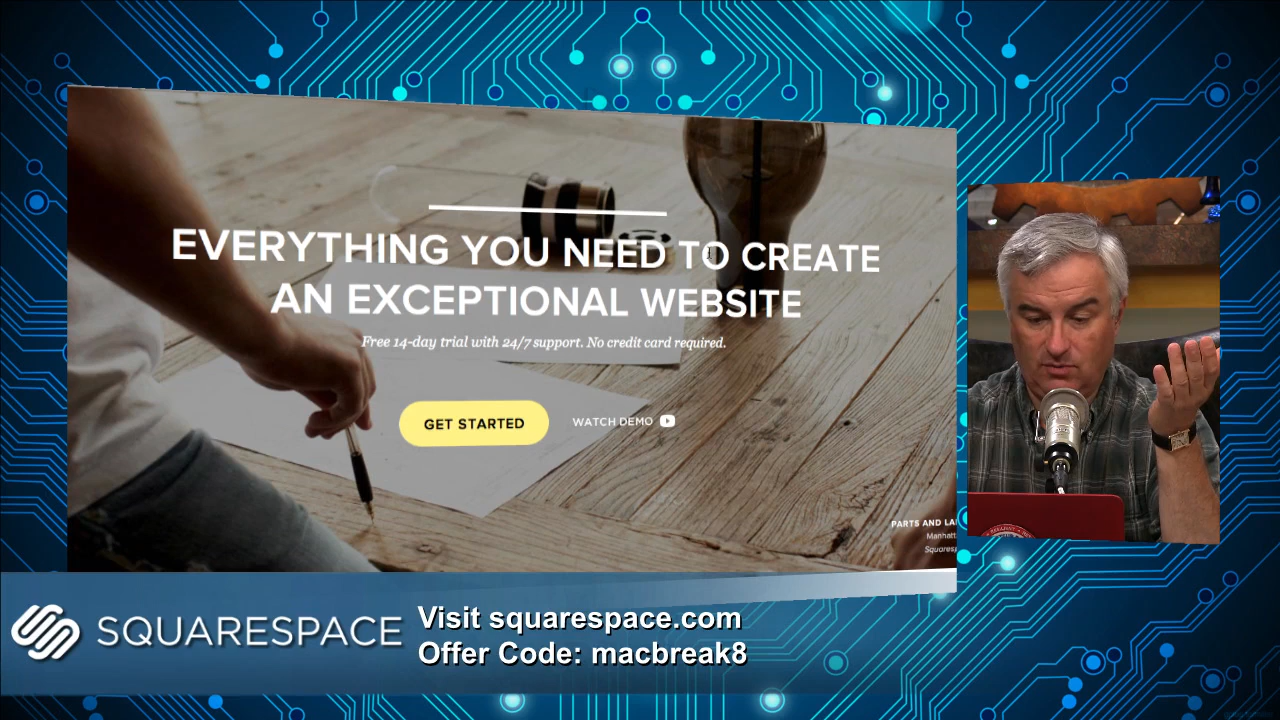 EVERYTHING YOU NEED TO CREATE
AN EXCEPTIONAL WEBSITE
Free 14-day trial with 24/7 support. No credit card required.
GET STARTED
WATCH DEMO
PARTS AND
SQUARESPACE
Visit squarespace.com
Offer Code: macbreak8